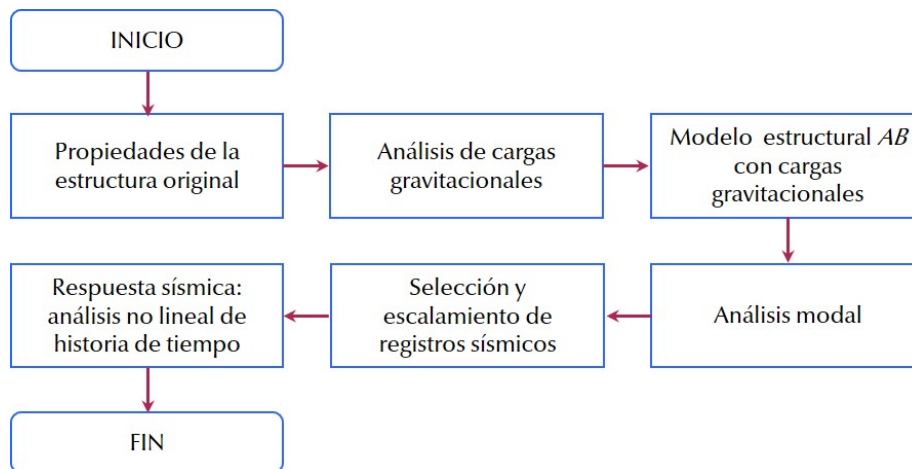 INICIO
Propiedades de la
estructura original
Análisis de cargas
gravitacionales
Modelo estructural AB
con cargas
gravitacionales
Análisis modal
Selección y
escalamiento de
registros sísmicos
Respuesta sísmica:
análisis no lineal de
historia de tiempo
FIN